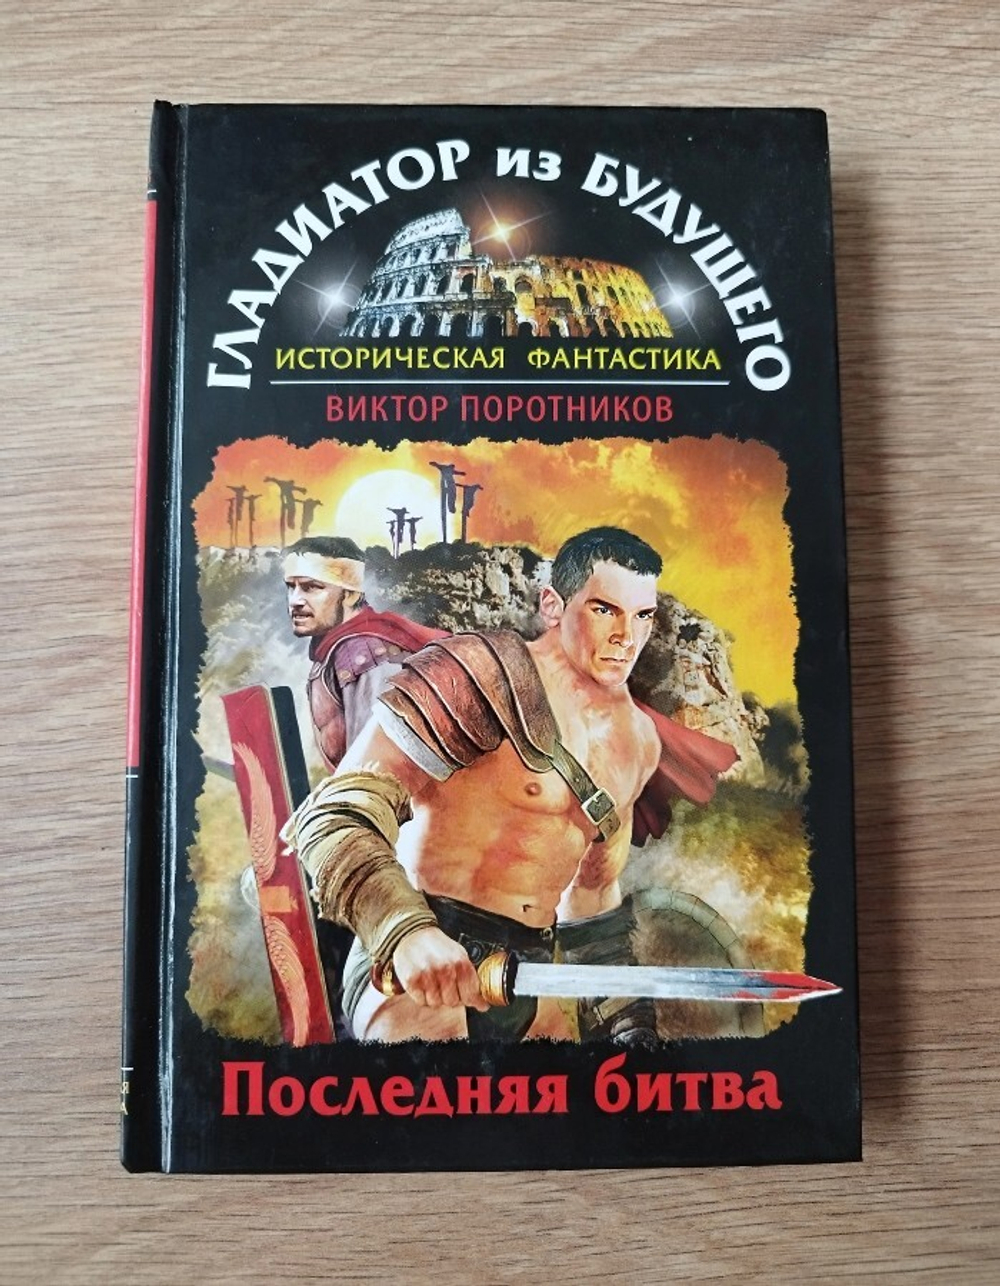 ГЛАДИАТОР из БУДУЩЕГО
ИСТОРИЧЕСКАЯ ФАНТАСТИКА
ВИКТОР ПОРОТНИКОВ
Последняя битва